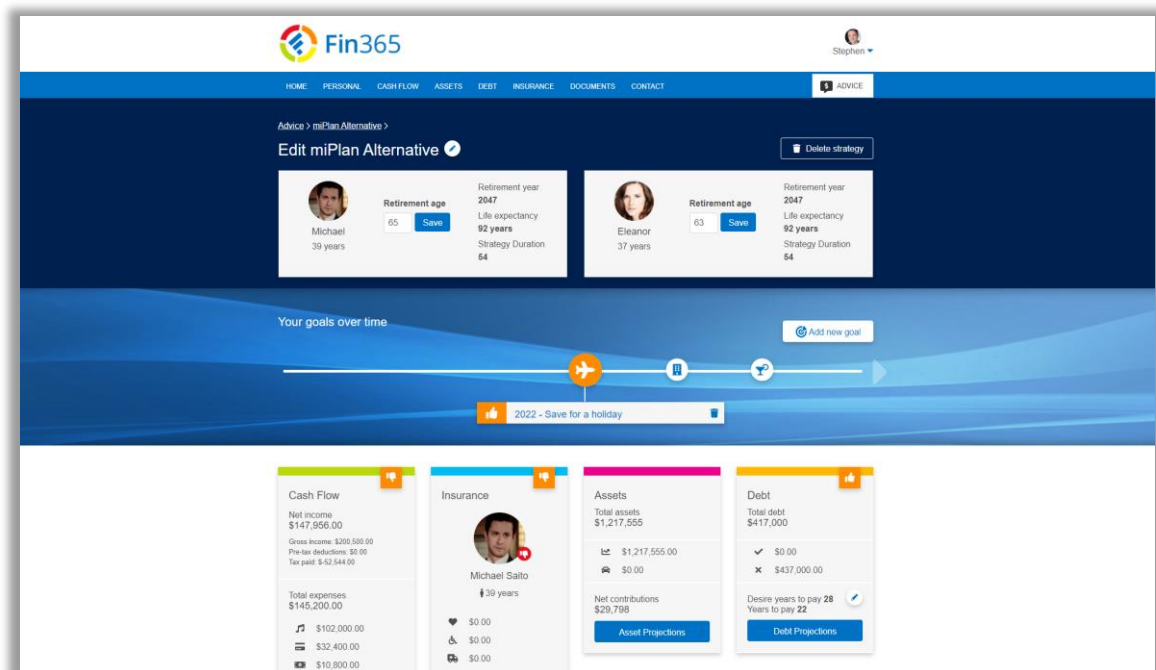 Fin365
Stephen
HOME PERSONAL CASH FLOW ASSETS DEBT INSURANCE DOCUMENTS CONTACT
ADVICE
Advice > miPlan Alternative >
Edit miPlan Alternative
Delete strategy
Michael
39 years
Retirement age
65
Save
Retirement year
2047
Life expectancy
92 years
Strategy Duration
54
Eleanor
37 years
Retirement age
63
Save
Retirement year
2047
Life expectancy
92 years
Strategy Duration
54
Your goals over time
Add new goal
2022 - Save for a holiday
Cash Flow
Net income
$147,956.00
Gross income: $200,500.00
Pre-tax deductions: $0.00
Tax paid: $-52,544.00
Total expenses
$145,200.00
$102,000.00
$32,400.00
$10,800.00
Insurance
Michael Saito
39 years
$0.00
$0.00
$0.00
Assets
Total assets
$1,217,555
$1,217,555.00
$0.00
Net contributions
$29,798
Asset Projections
Debt
Total debt
$417,000
$0.00
$437,000.00
Desire years to pay 28
Years to pay 22
Debt Projections